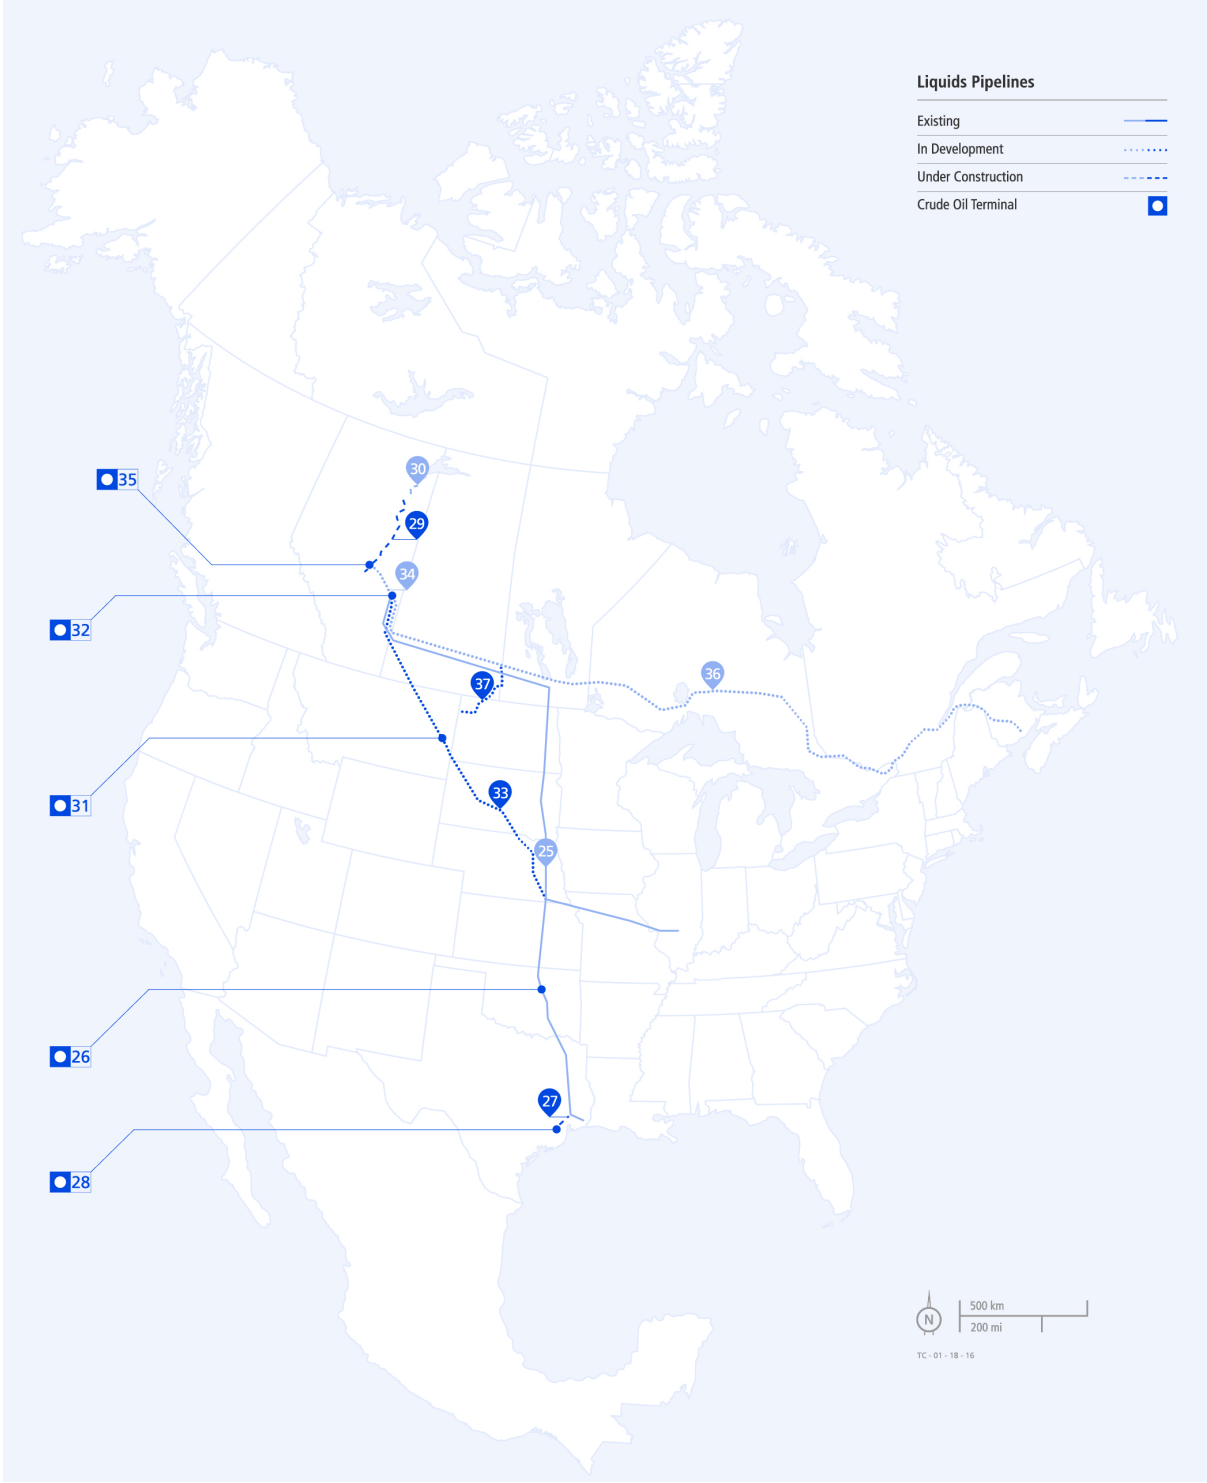 Liquids Pipelines
Existing
In Development
Under Construction
Crude Oil Terminal
30
35
29
34
32
36
37
33
31
25
26
27
28
500 km
N
200 mi
TC - 01 - 18 - 16